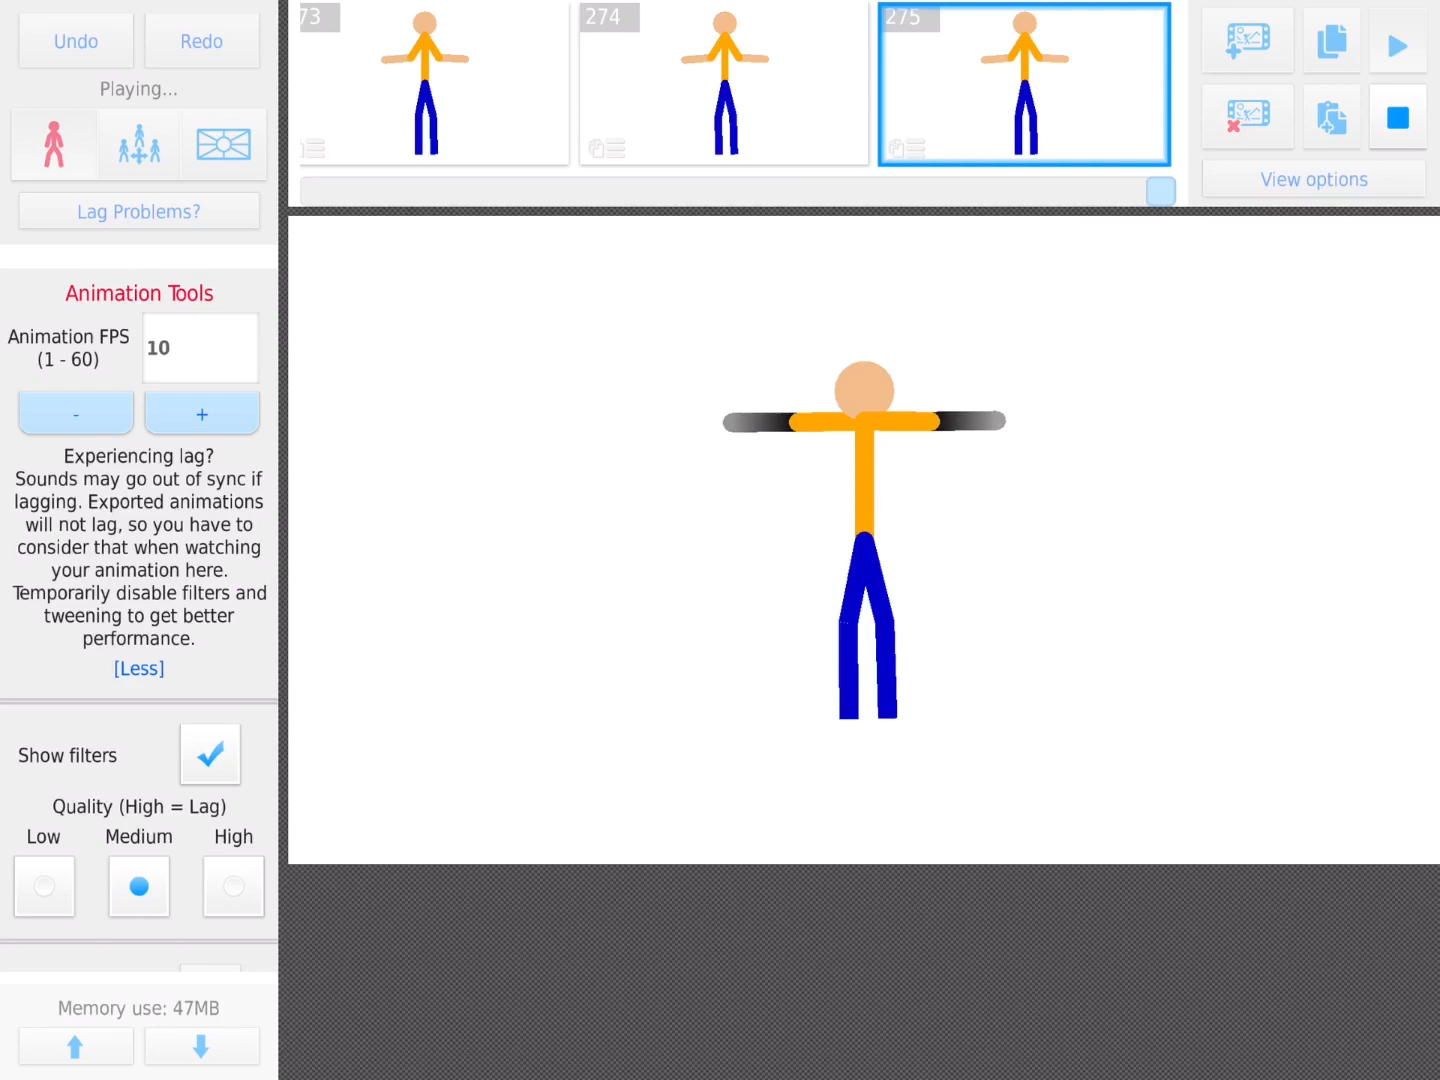 Undo
Redo
Playing...
Lag Problems?
73
274
275
View options
Animation Tools
Animation FPS
(1 - 60)
10
-
+
Experiencing lag?
Sounds may go out of sync if
lagging. Exported animations
will not lag, so you have to
consider that when watching
your animation here.
Temporarily disable filters and
tweening to get better
performance.
[Less]
Show filters
Quality (High = Lag)
Low
Medium
High
Memory use: 47MB